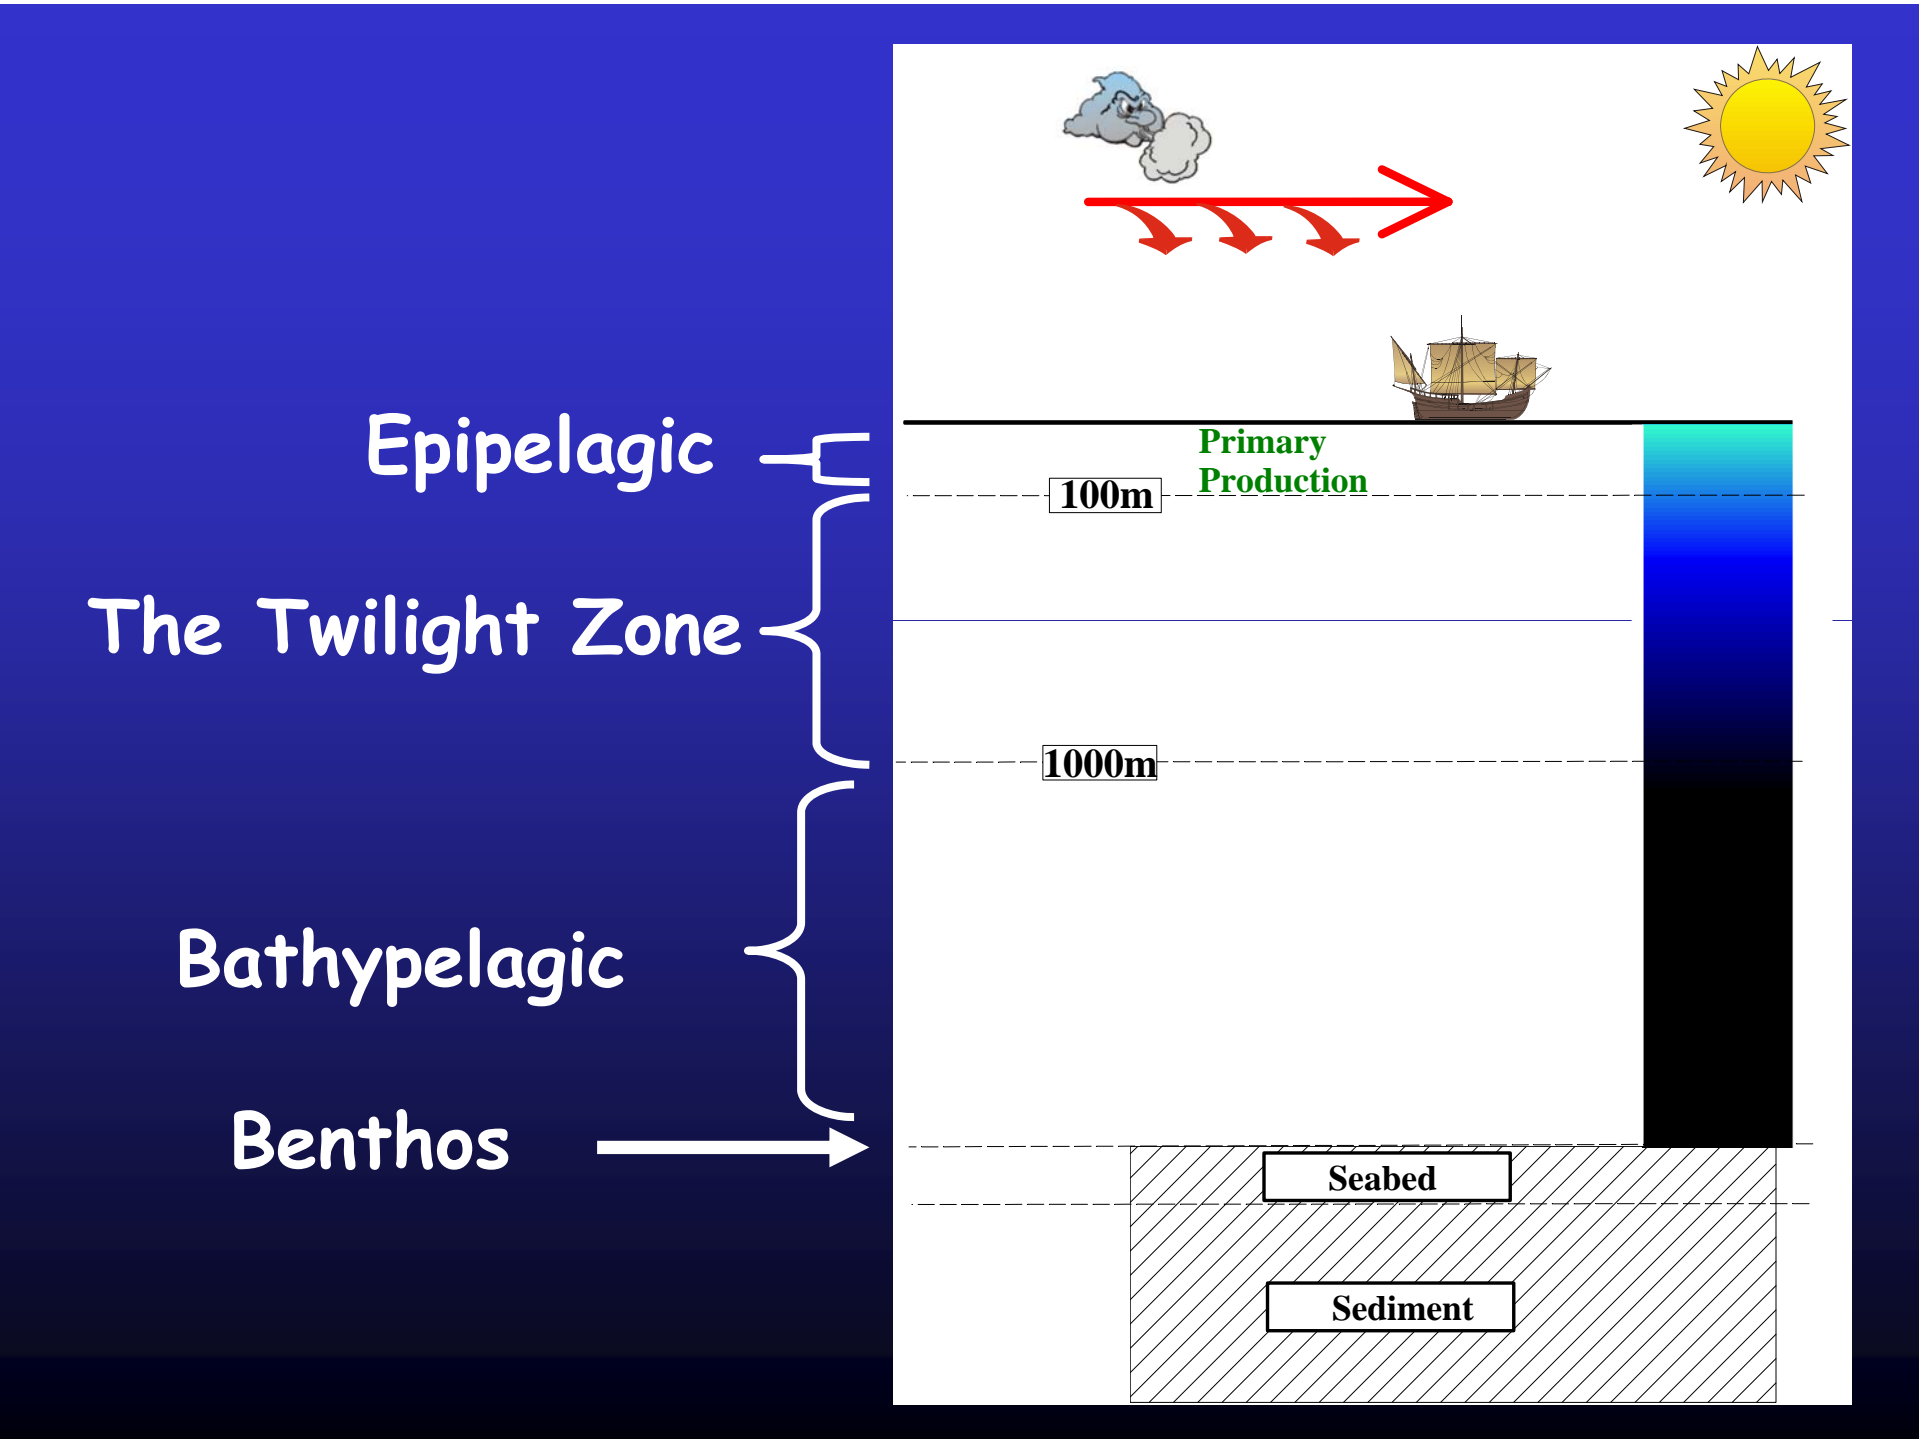 Epipelagic
Primary
Production
100m
The Twilight Zone
1000m
Bathypelagic
Benthos
Seabed
Sediment